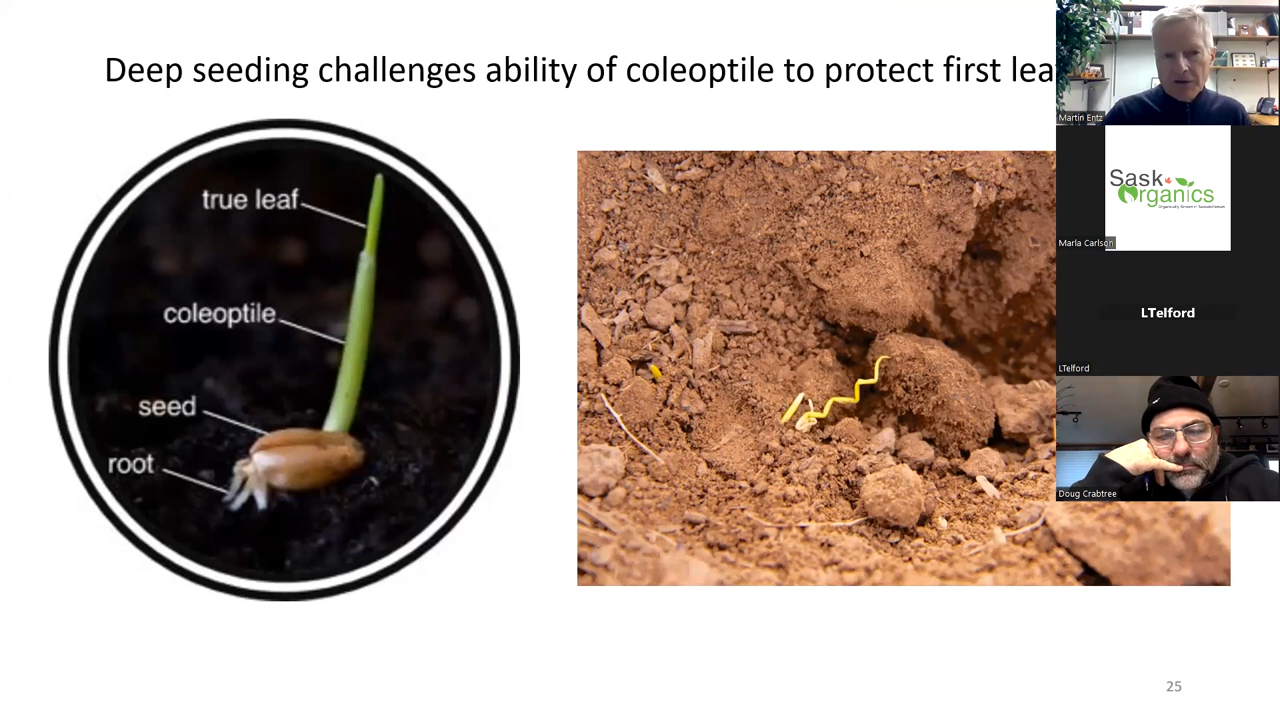 Deep seeding challenges ability of coleoptile to protect first lea
true leaf
coleoptile
seed
root
Martin Entz
Sask
Organics
Marla Carlson
LTelford
LTelford
Doug Crabtree
25